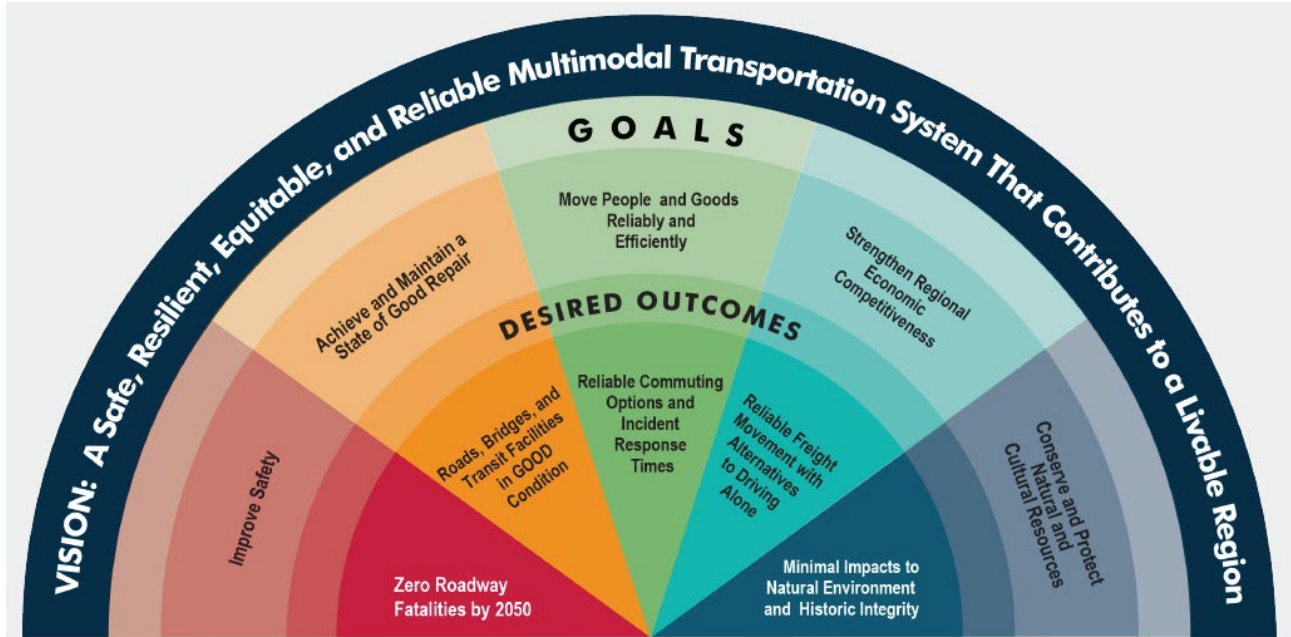 VISION: A Safe, Resilient, Equitable, and Reliable Multimodal Transportation System That Contributes to a Livable Region
GOALS
Improve Safety
Achieve and Maintain a
State of Good Repair
Move People and Goods
Reliably and
Efficiently
Strengthen Regional
Economic
Competitiveness
Conserve and Protect
Natural and
Cultural Resources
DESIRED OUTCOMES
Zero Roadway
Fatalities by 2050
Roads, Bridges, and
Transit Facilities
in GOOD
Condition
Reliable Commuting
Options and
Incident
Response
Times
Reliable Freight
Movement with
Alternatives
to Driving
Alone
Minimal Impacts to
Natural Environment
and Historic Integrity